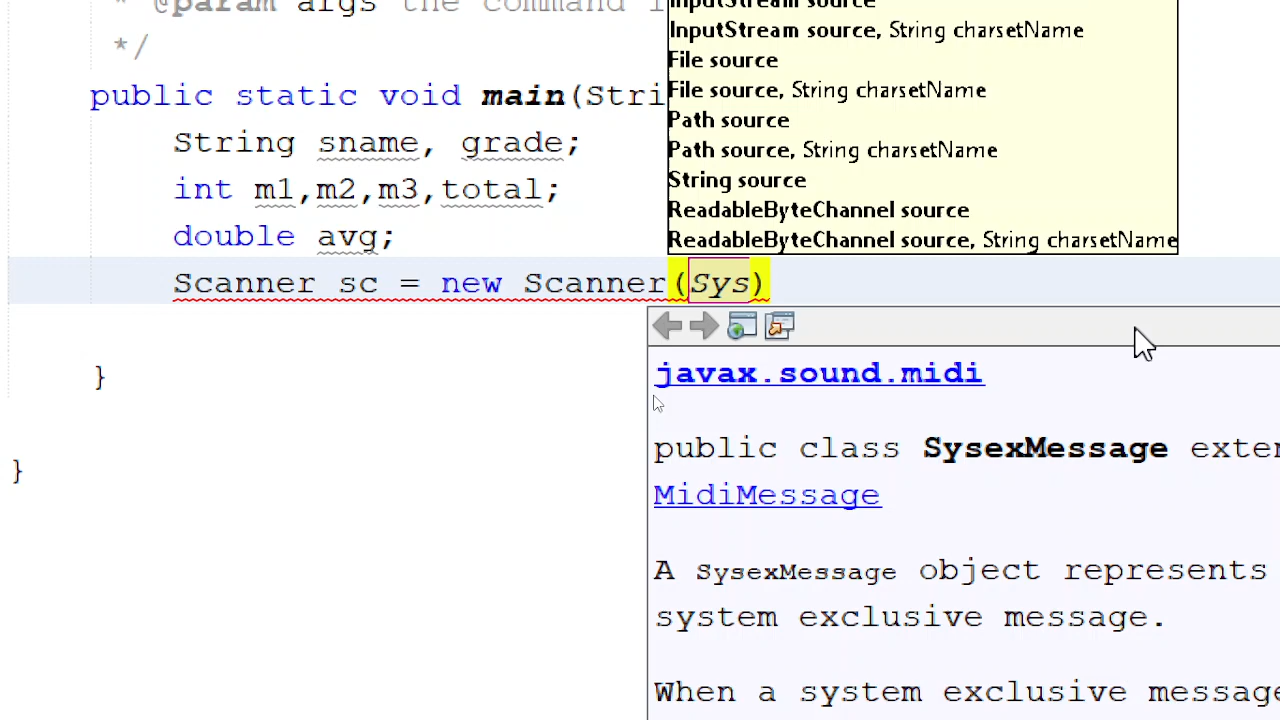 * @param args the command
InputStream source
*/
InputStream source, String charsetName
File source
File source, String charsetName
public static void main(Stri
Path source
String sname, grade;
Path source, String charsetName
String source
int m1,m2,m3,total;
ReadableByteChannel source
double avg;
ReadableByteChannel source, String charsetName
Scanner sc = new Scanner(Sys)
}
javax.sound.midi
public class SysexMessage exten
}
MidiMessage
A SysexMessage object represents
system exclusive message.
When a system exclusive message